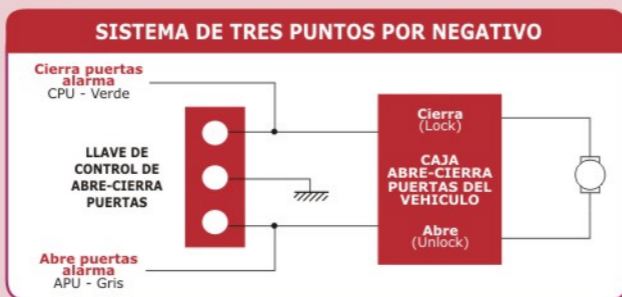 SISTEMA DE TRES PUNTOS POR NEGATIVO
Cierra puertas
alarma
CPU - Verde
LLAVE DE
CONTROL DE
ABRE-CIERRA
PUERTAS
Abre puertas
alarma
APU - Gris
Cierra
(Lock)
CAJA
ABRE-CIERRA
PUERTAS DEL
VEHICULO
Abre
(Unlock)